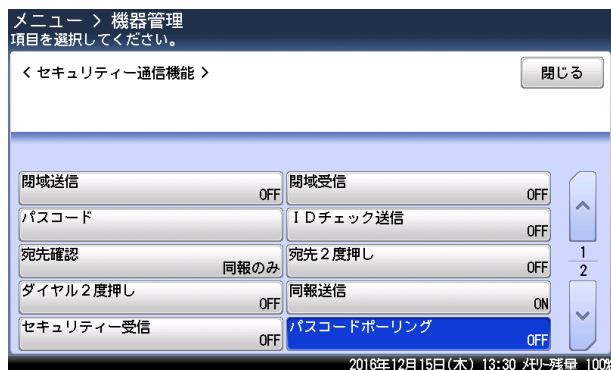 メニュー > 機器管理
項目を選択してください。
< セキュリティー通信機能 >
閉じる
閉域送信
OFF
閉域受信
OFF
パスコード
IDチェック送信
OFF
宛先確認
同報のみ
宛先2度押し
OFF
ダイヤル2度押し
OFF
同報送信
ON
セキュリティー受信
OFF
パスコードポーリング
OFF
1
2
2016年12月15日(木) 13:30 メモリー残量 100%